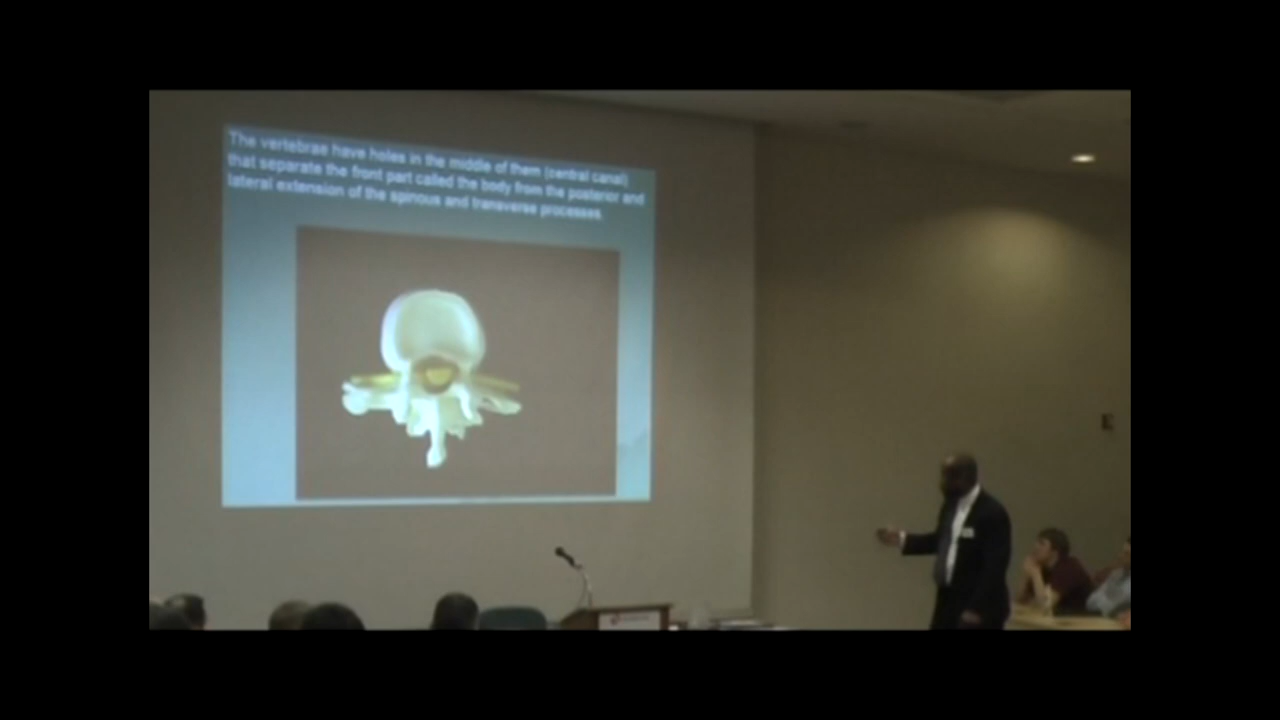 The vertebrae have holes in the middle of them (central canal)
that separate the front part called the body from the posterior and
lateral extension of the spinous and transverse processes.